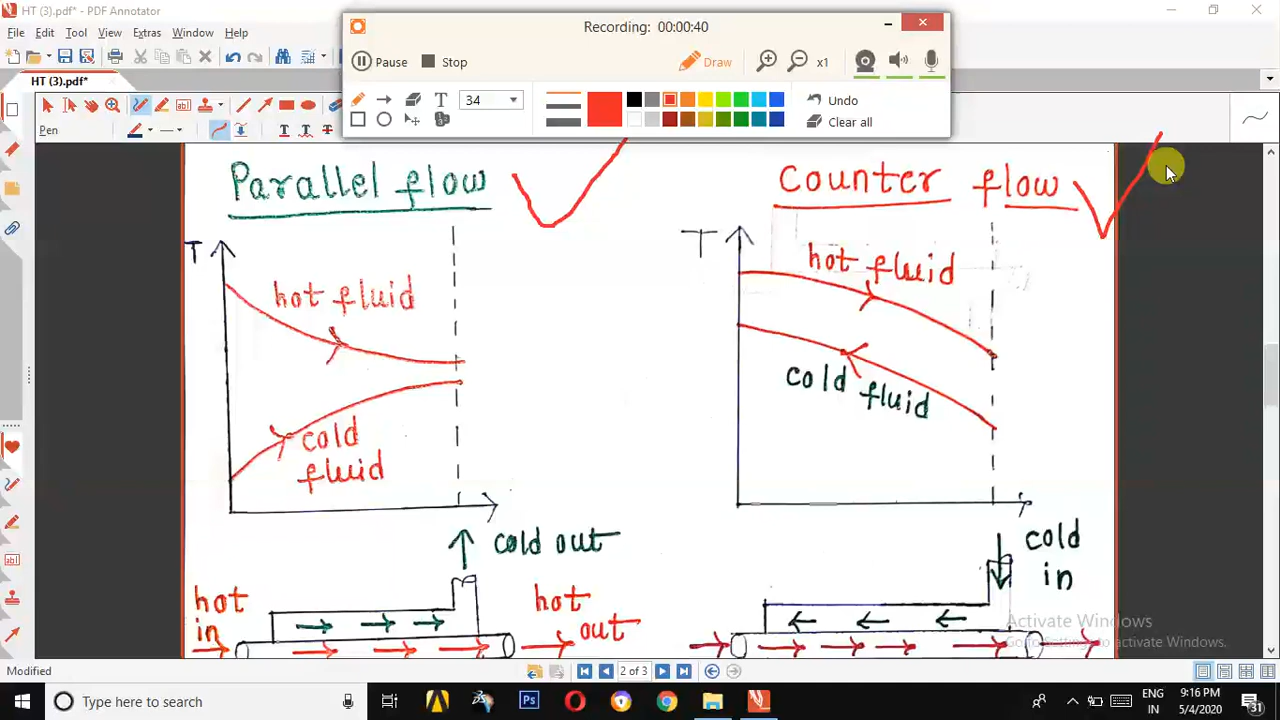 HT (3).pdf* - PDF Annotator
Recording: 00:00:40
File Edit Tool View Extras Window Help
Pause Stop Draw x1
HT (3).pdf*
T 34 Undo
Pen Clear all
Parallel flow
Counter flow
T
hot fluid
cold
fluid
T
hot fluid
cold fluid
cold out
hot
in
hot
out
cold
in
Activate Windows
Go to Settings to activate Windows.
Modified
2 of 3
Type here to search
ENG
IN
9:16 PM
5/4/2020
31